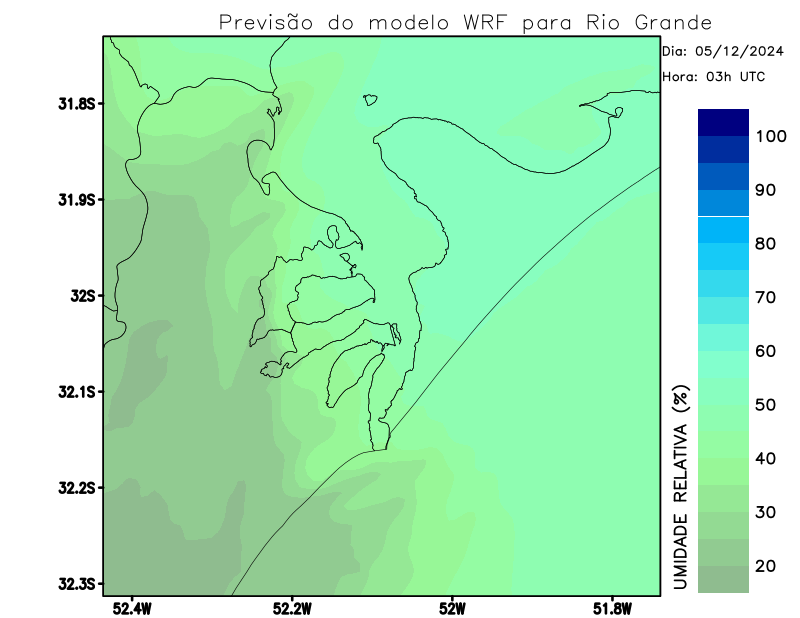 Previsão do modelo WRF para Rio Grande
Dia: 05/12/2024
Hora: 03h UTC
31.8S
31.9S
32S
32.1S
32.2S
32.3S
52.4W
52.2W
52W
51.8W
100
90
80
70
60
50
40
30
20
UMIDADE RELATIVA (%)